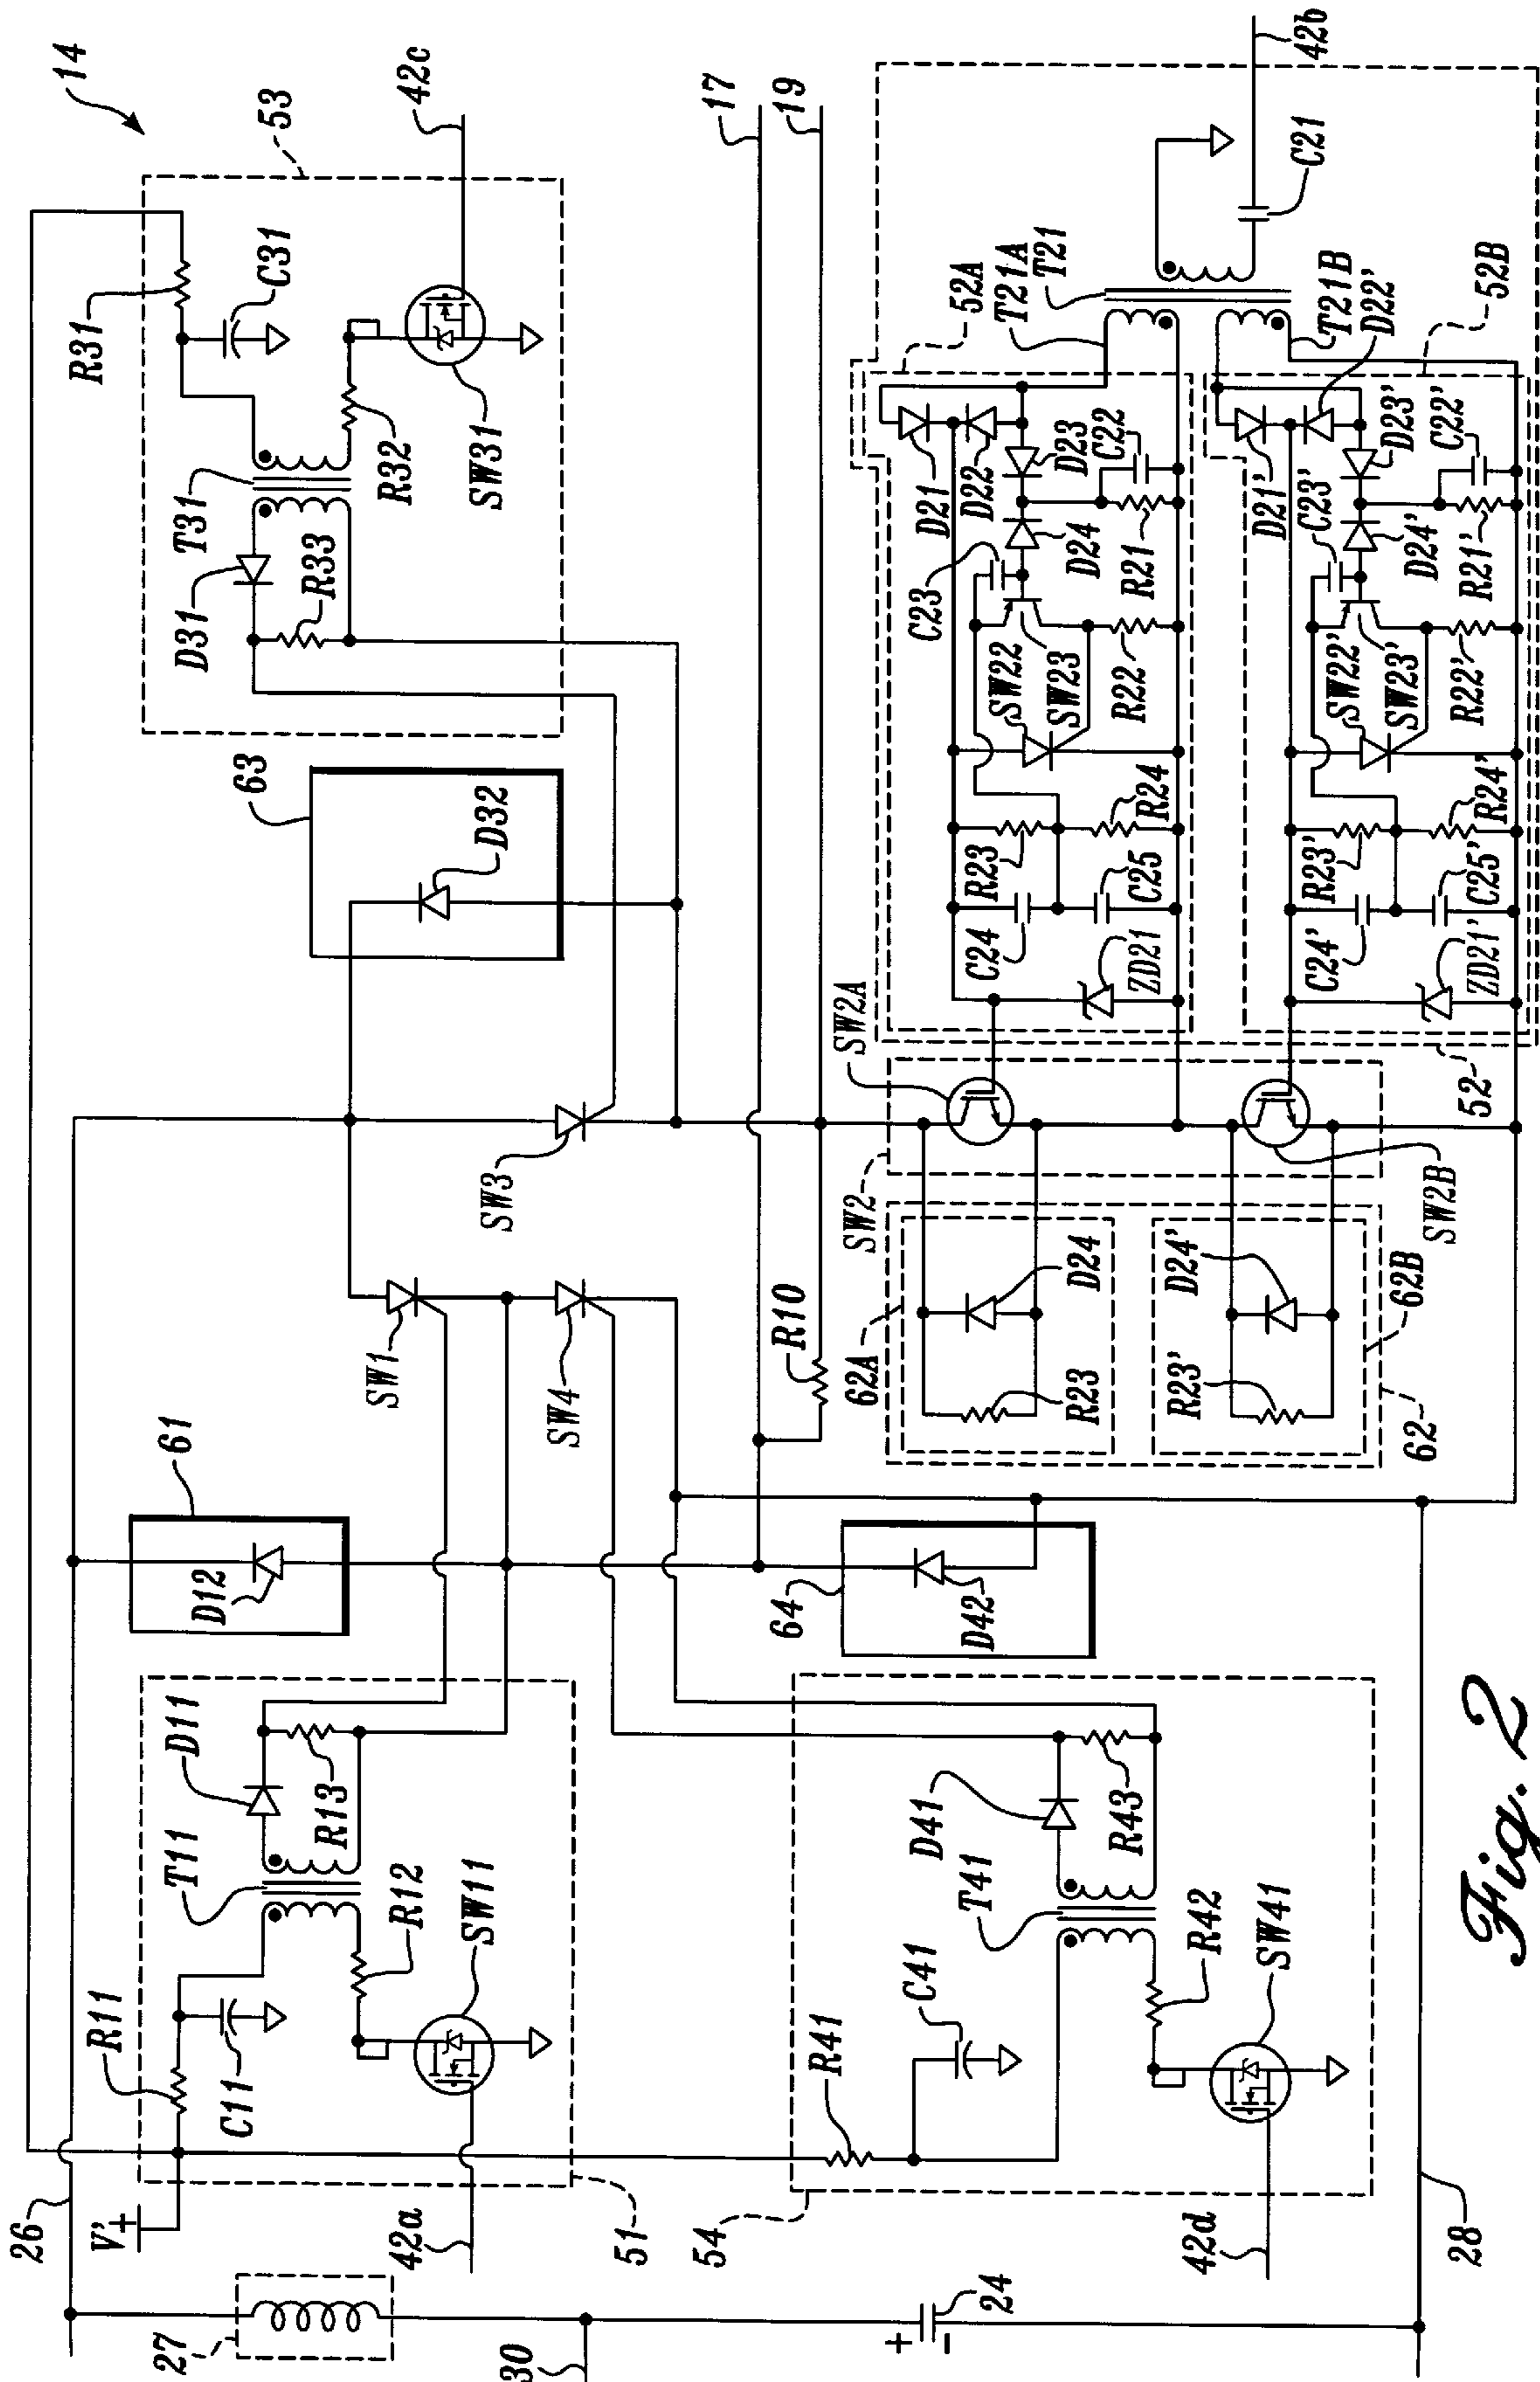 14
53
42c
R31
C31
T31
R32
SW31
D31
R33
63
D32
17
19
SW3
SW1
SW4
61
D12
R10
64
D42
T21A
T21
52A
42b
C21
T21B
D22'
52B
D21
D22
D23
C22
D24
R21
C23
SW22
SW23
R22
R23
R24
C24
C25
ZD21
D21'
D23'
C22'
C23'
D24'
R21'
SW22'
SW23'
R22'
R23'
R24'
C24'
C25'
ZD21'
52
SW2A
SW2
SW2B
62A
D24
R23
D24'
R23'
62B
62
D11
T11
R13
R12
SW11
R11
C11
26
V'+
42a
51
54
D41
T41
R43
C41
R41
R42
SW41
42d
28
27
30
24
+
-
Fig. 2